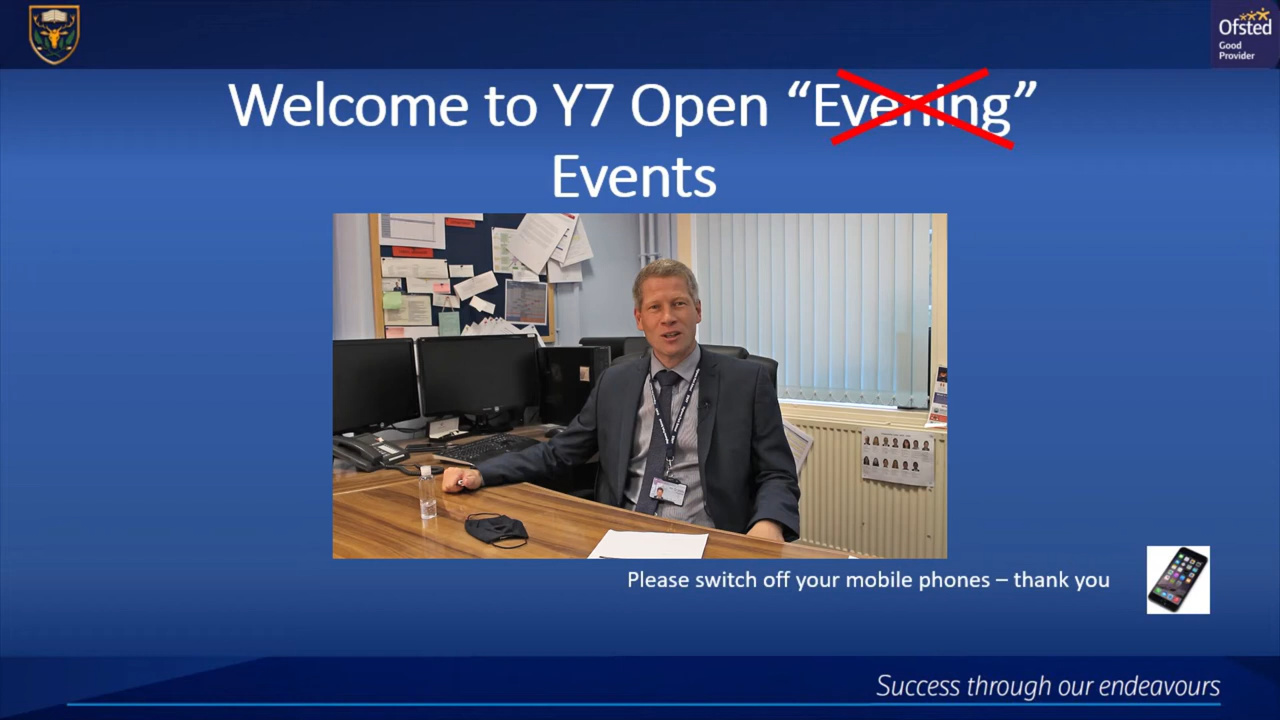 Ofsted
Good
Provider
Welcome to Y7 Open “Evening”
Events
Please switch off your mobile phones – thank you
Success through our endeavours